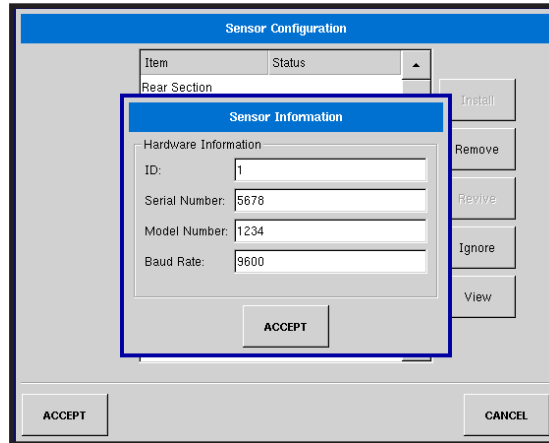 Sensor Configuration
Item Status
Rear Section
Install
Remove
Revive
Ignore
View
Sensor Information
Hardware Information
ID: 1
Serial Number: 5678
Model Number: 1234
Baud Rate: 9600
ACCEPT
ACCEPT
CANCEL